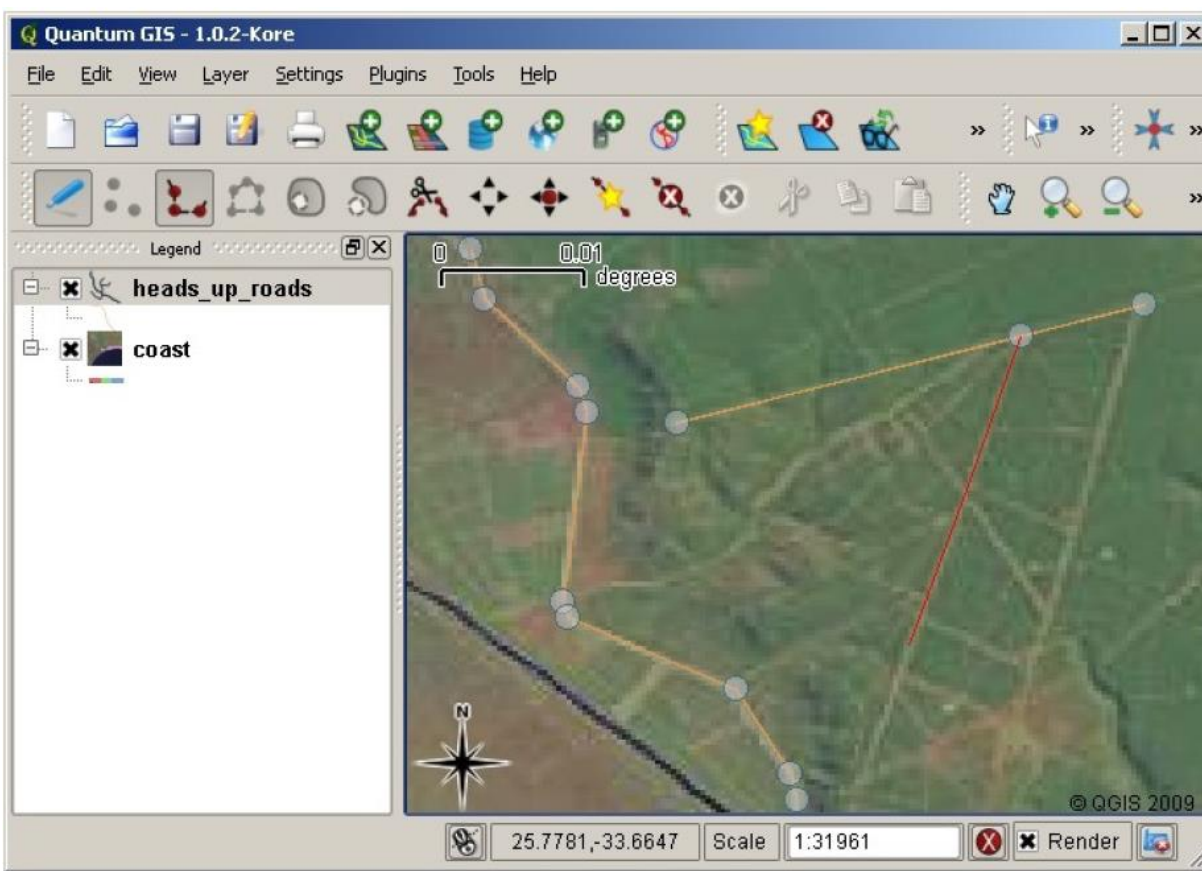 Quantum GIS - 1.0.2-Kore
File Edit View Layer Settings Plugins Tools Help
Legend
heads_up_roads
coast
0 0.01
degrees
N
© QGIS 2009
25.7781,-33.6647 Scale 1:31961 Render